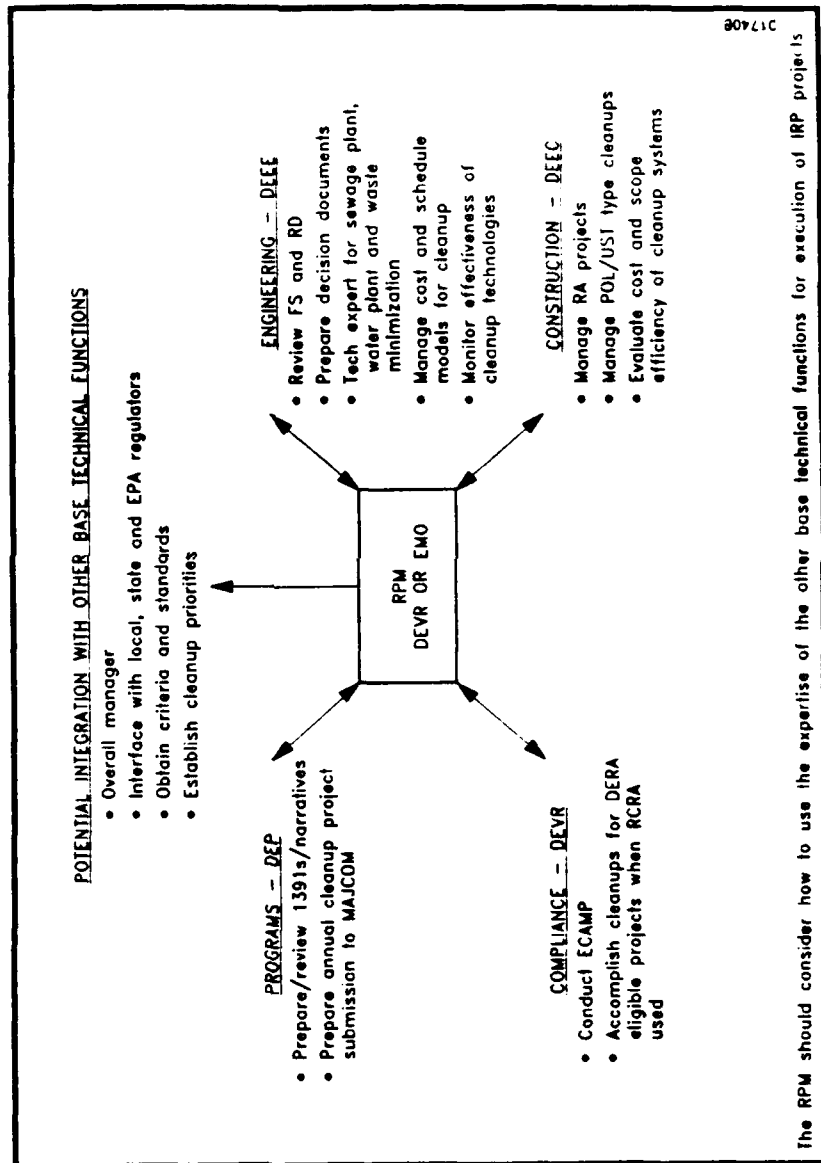 POTENTIAL INTEGRATION WITH OTHER BASE TECHNICAL FUNCTIONS
• Overall manager
• Interface with local, state and EPA regulators
• Obtain criteria and standards
• Establish cleanup priorities
PROGRAMS - DEP
• Prepare/review 1391s/narratives
• Prepare annual cleanup project
submission to MAJCOM
ENGINEERING - DEEE
• Review FS and RD
• Prepare decision documents
• Tech expert for sewage plant,
water plant and waste
minimization
• Manage cost and schedule
models for cleanup
• Monitor effectiveness of
cleanup technologies
RPM
DEVR OR EMO
COMPLIANCE - DEVR
• Conduct ECAMP
• Accomplish cleanups for DERA
eligible projects when RCRA
used
CONSTRUCTION - DEEC
• Manage RA projects
• Manage POL/UST type cleanups
• Evaluate cost and scope
efficiency of cleanup systems
The RPM should consider how to use the expertise of the other base technical functions for execution of IRP projects